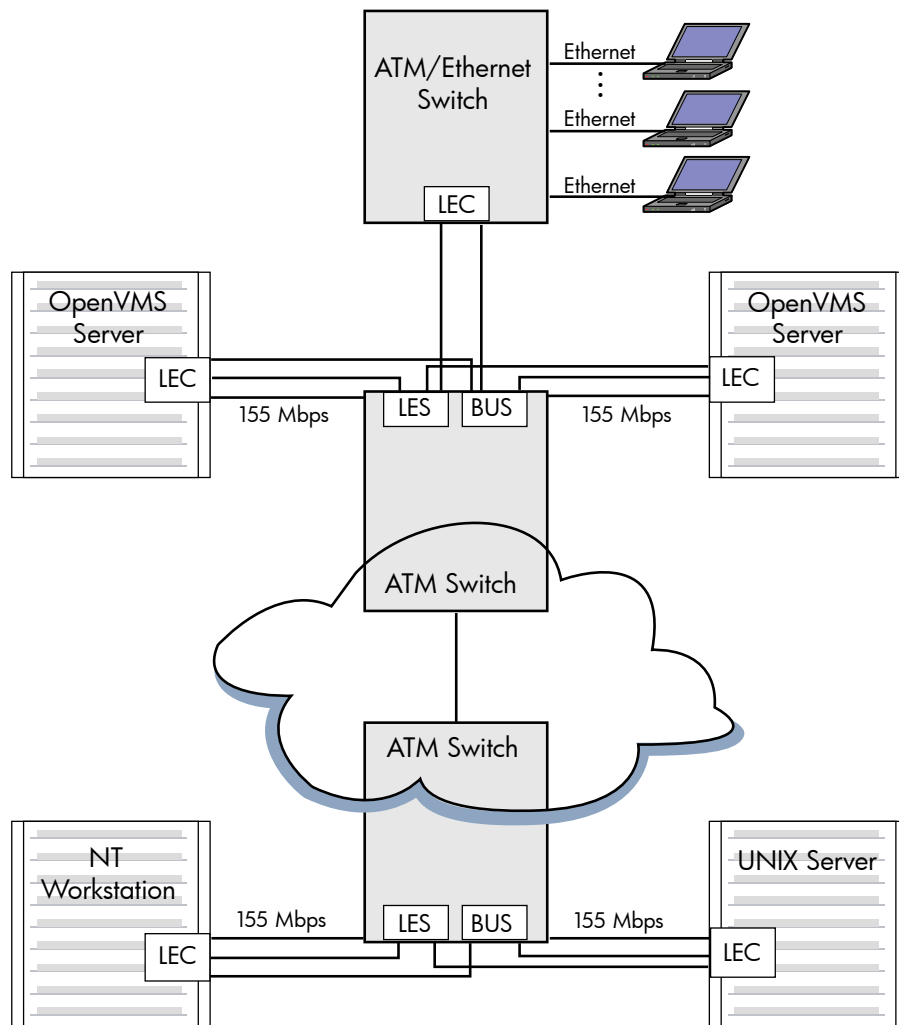 ATM/Ethernet
Switch
Ethernet
Ethernet
Ethernet
LEC
OpenVMS
Server
LEC
155 Mbps
LES
BUS
155 Mbps
OpenVMS
Server
LEC
ATM Switch
ATM Switch
NT
Workstation
LEC
155 Mbps
LES
BUS
155 Mbps
UNIX Server
LEC